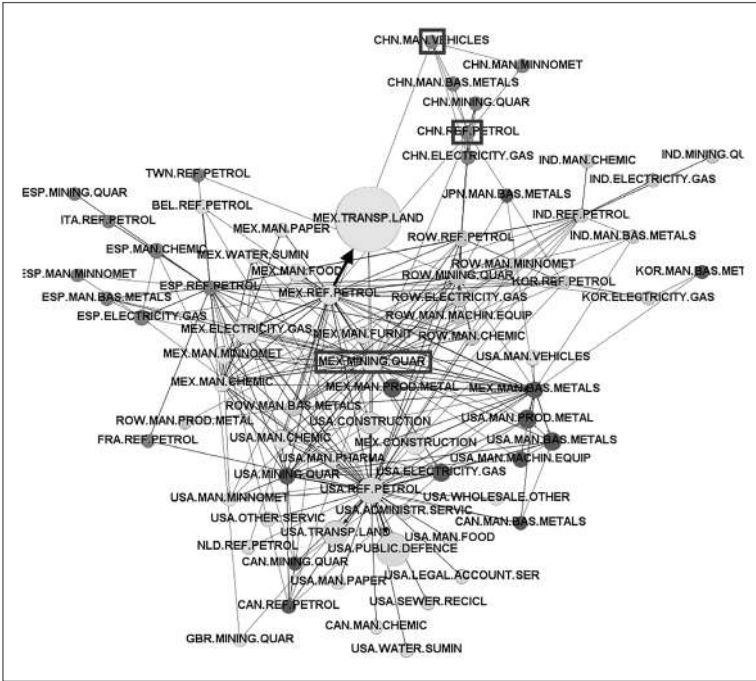 CHN.MAN.VEHICLES
CHN.MAN.MINNOMET
CHN.MAN.BAS.METALS
CHN.MINING.QUAR
CHN.REF.PETROL
CHN.ELECTRICITY.GAS
IND.MAN.CHEMIC
IND.MINING.QU
TWN.REF.PETROL
IND.ELECTRICITY.GAS
ESP.MINING.QUAR
JPN.MAN.BAS.METALS
BEL.REF.PETROL
MEX.TRANSP.LAND
IND.REF.PETROL
ITA.REF.PETROL
MEX.MAN.PAPER
ESP.MAN.CHEMIC
ROW.REF.PETROL
IND.MAN.BAS.METALS
MEX.WATER.SUMIN
ROW.MAN.MINNOMET
MEX.MAN.FOOD
ESP.MAN.MINNOMET
ROW.MINING.QUAR
KOR.MAN.BAS.MET
ESP.REF.PETROL
KOR.REF.PETROL
MEX.REF.PETROL
ESP.MAN.BAS.METALS
ROW.ELECTRICITY.GAS
KOR.ELECTRICITY.GAS
ESP.ELECTRICITY.GAS
ROW.MAN.MACHIN.EQUIP
MEX.ELECTRICITY.GAS
MEX.MAN.FURNIT
ROW.MAN.CHEMIC
MEX.MAN.MINNOMET
USA.MAN.VEHICLES
MEX.MINING.QUAR
MEX.MAN.CHEMIC
MEX.MAN.PROD.METAL
MEX.MAN.BAS.METALS
ROW.MAN.BAS.METALS
ROW.MAN.PROD.METAL
USA.CONSTRUCTION
USA.MAN.PROD.METAL
FRA.REF.PETROL
USA.MAN.CHEMIC
MEX.CONSTRUCTION
USA.MAN.BAS.METALS
USA.MAN.PHARMA
USA.MAN.MACHIN.EQUIP
USA.MINING.QUAR
USA.ELECTRICITY.GAS
USA.REF.PETROL
USA.MAN.MINNOMET
USA.WHOLESALE.OTHER
USA.ADMINISTR.SERVIC
USA.OTHER.SERVIC
CAN.MAN.BAS.METALS
USA.TRANSP.LAND
USA.MAN.FOOD
NLD.REF.PETROL
USA.PUBLIC.DEFENCE
CAN.MINING.QUAR
USA.MAN.PAPER
USA.LEGAL.ACCOUNT.SER
CAN.REF.PETROL
USA.SEWER.RECICL
CAN.MAN.CHEMIC
GBR.MINING.QUAR
USA.WATER.SUMIN